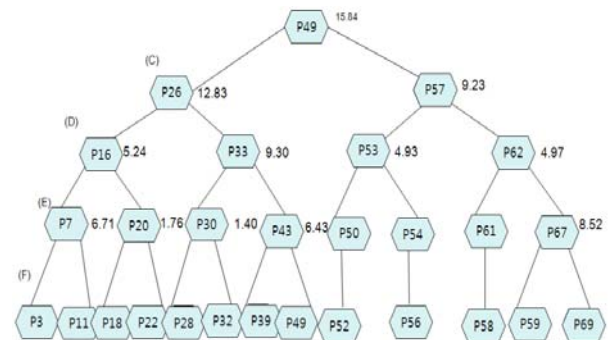 P49 15.84
(C)
P26 12.83 P57 9.23
(D)
P16 5.24 P33 9.30 P53 4.93 P62 4.97
(E)
P7 6.71 P20 1.76 P30 1.40 P43 6.43 P50 P54 P61 P67 8.52
(F)
P3 P11 P18 P22 P28 P32 P39 P49 P52 P56 P58 P59 P69